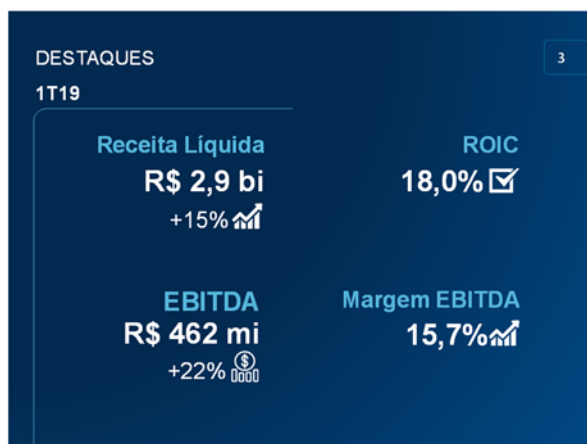 DESTAQUES
3
1T19
Receita Líquida
R$ 2,9 bi
+15%
ROIC
18,0%
EBITDA
R$ 462 mi
+22%
Margem EBITDA
15,7%